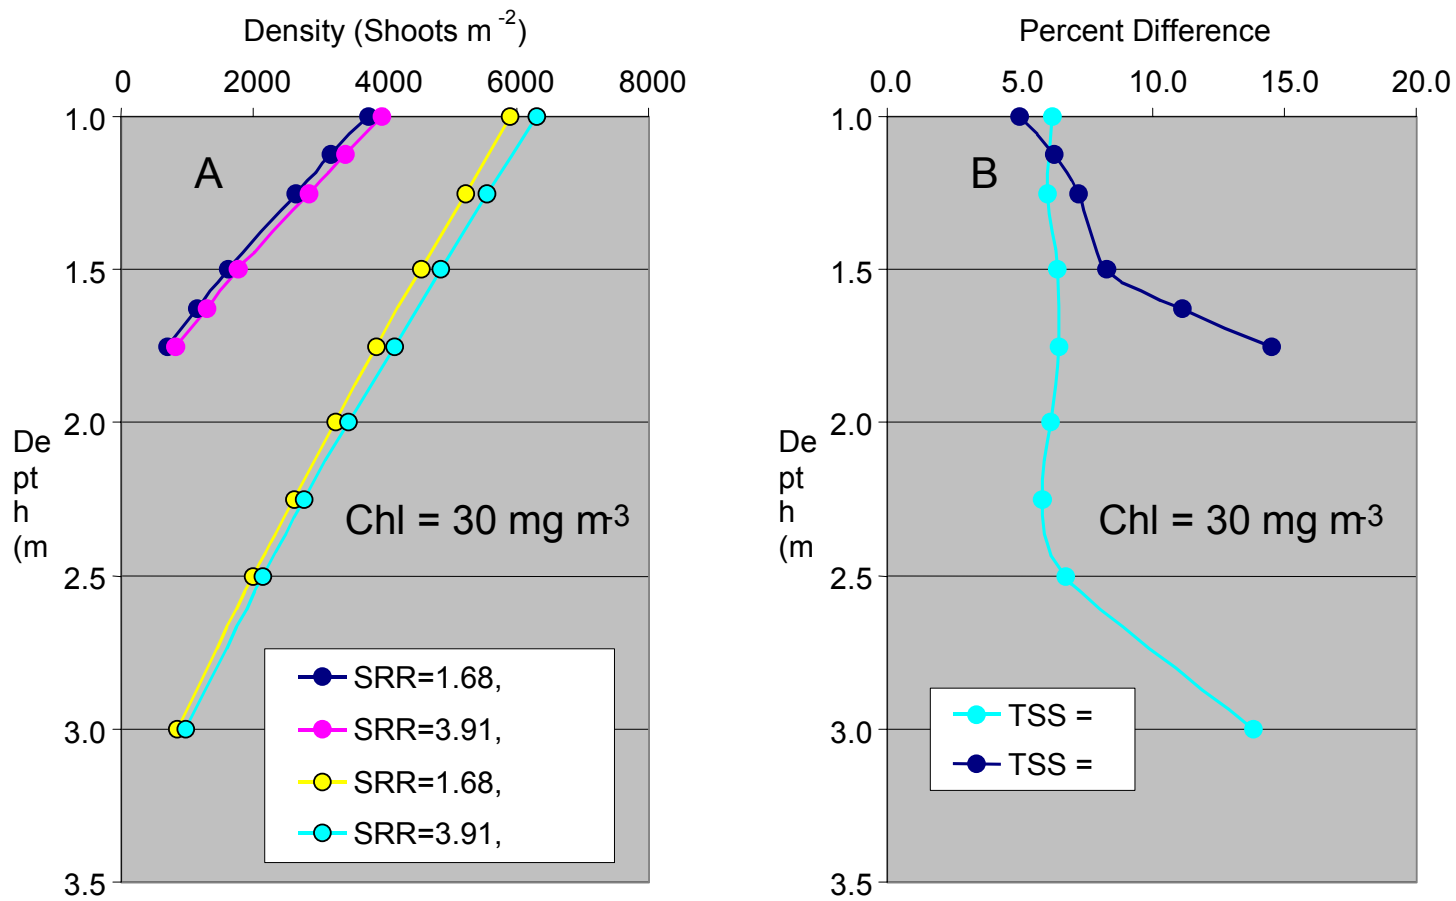 Density (Shoots m-2)
0 2000 4000 6000 8000
1.0
1.5
2.0
2.5
3.0
3.5
De
pt
h
(m
A
Chl = 30 mg m-3
SRR=1.68,
SRR=3.91,
SRR=1.68,
SRR=3.91,
Percent Difference
0.0 5.0 10.0 15.0 20.0
1.0
1.5
2.0
2.5
3.0
3.5
De
pt
h
(m
B
Chl = 30 mg m-3
TSS =
TSS =